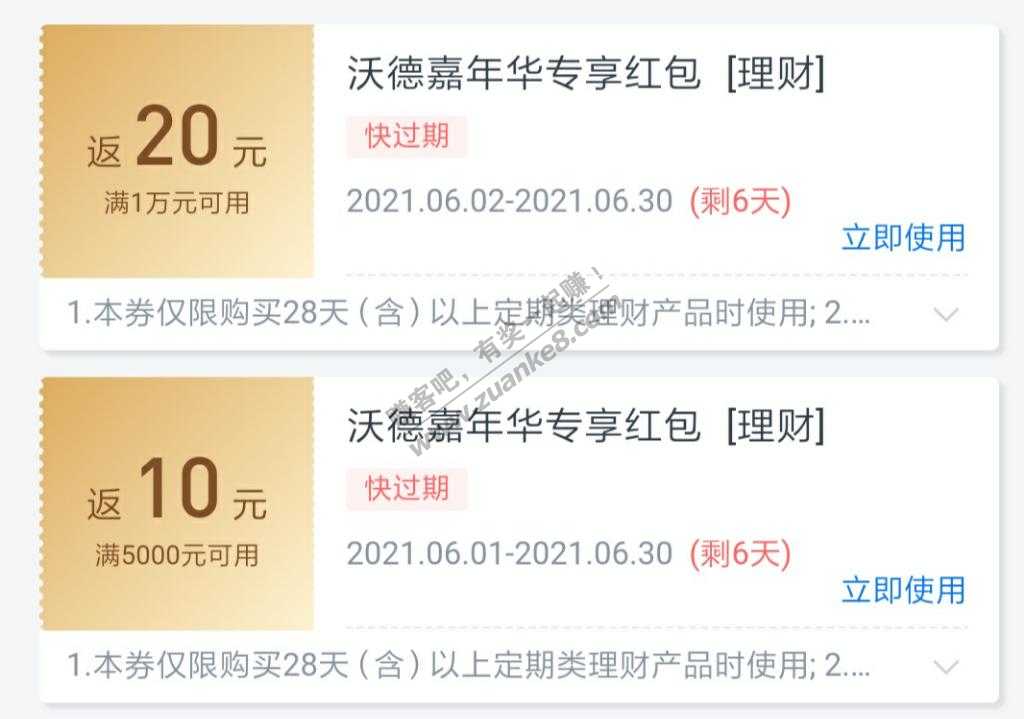 返 20 元
满1万元可用
沃德嘉年华专享红包 [理财]
快过期
2021.06.02-2021.06.30 (剩6天)
立即使用
1.本券仅限购买28天（含）以上定期类理财产品时使用; 2....
赚客吧，有奖一起赚！
www.zuanke8.com
返 10 元
满5000元可用
沃德嘉年华专享红包 [理财]
快过期
2021.06.01-2021.06.30 (剩6天)
立即使用
1.本券仅限购买28天（含）以上定期类理财产品时使用; 2....